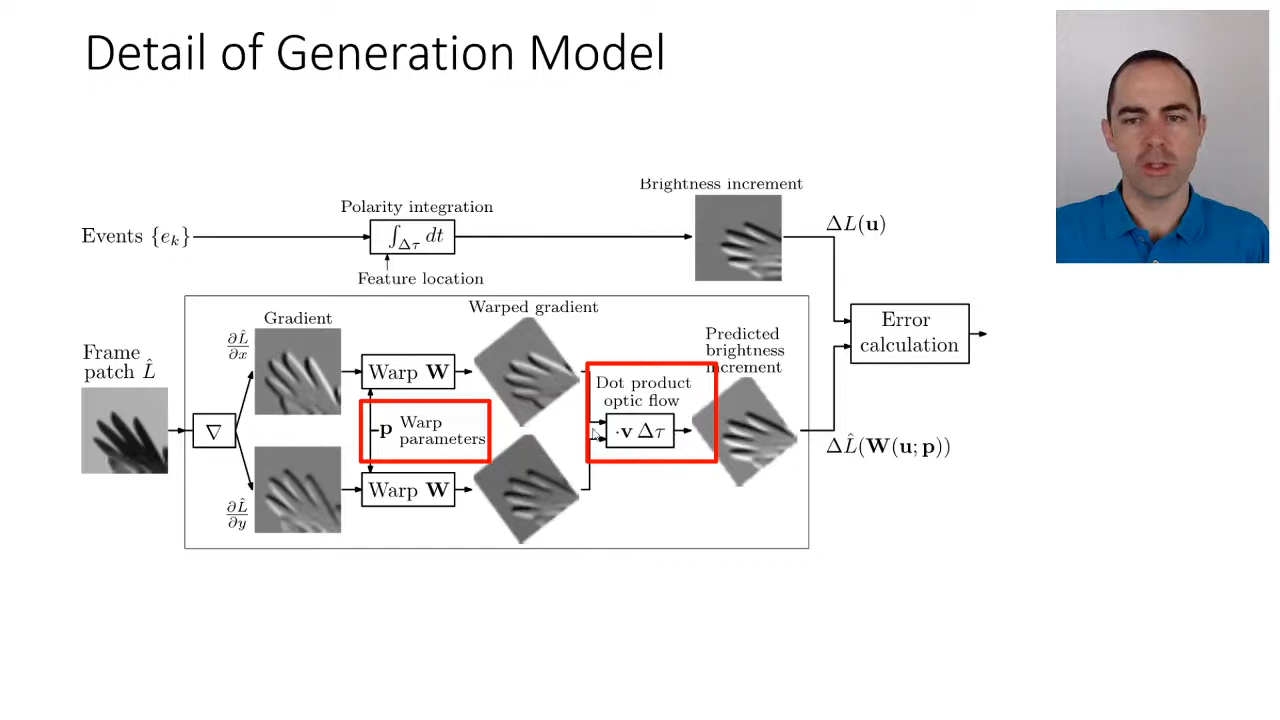 Detail of Generation Model
Brightness increment
Polarity integration
Events {e_k}
∫_Δτ dt
ΔL(u)
Feature location
Gradient
Warped gradient
∂L̂/∂x
Frame
patch L̂
Warp W
Predicted
brightness
increment
Error
calculation
Dot product
optic flow
∇
p Warp
parameters
·v Δτ
ΔL̂(W(u; p))
Warp W
∂L̂/∂y